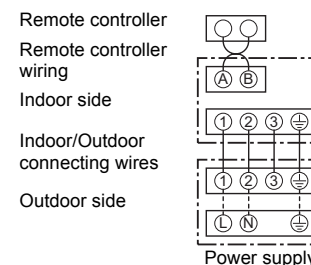 Remote controller
Remote controller
wiring
A B
Indoor side
1 2 3
Indoor/Outdoor
connecting wires
1 2 3
Outdoor side
L N
Power supply